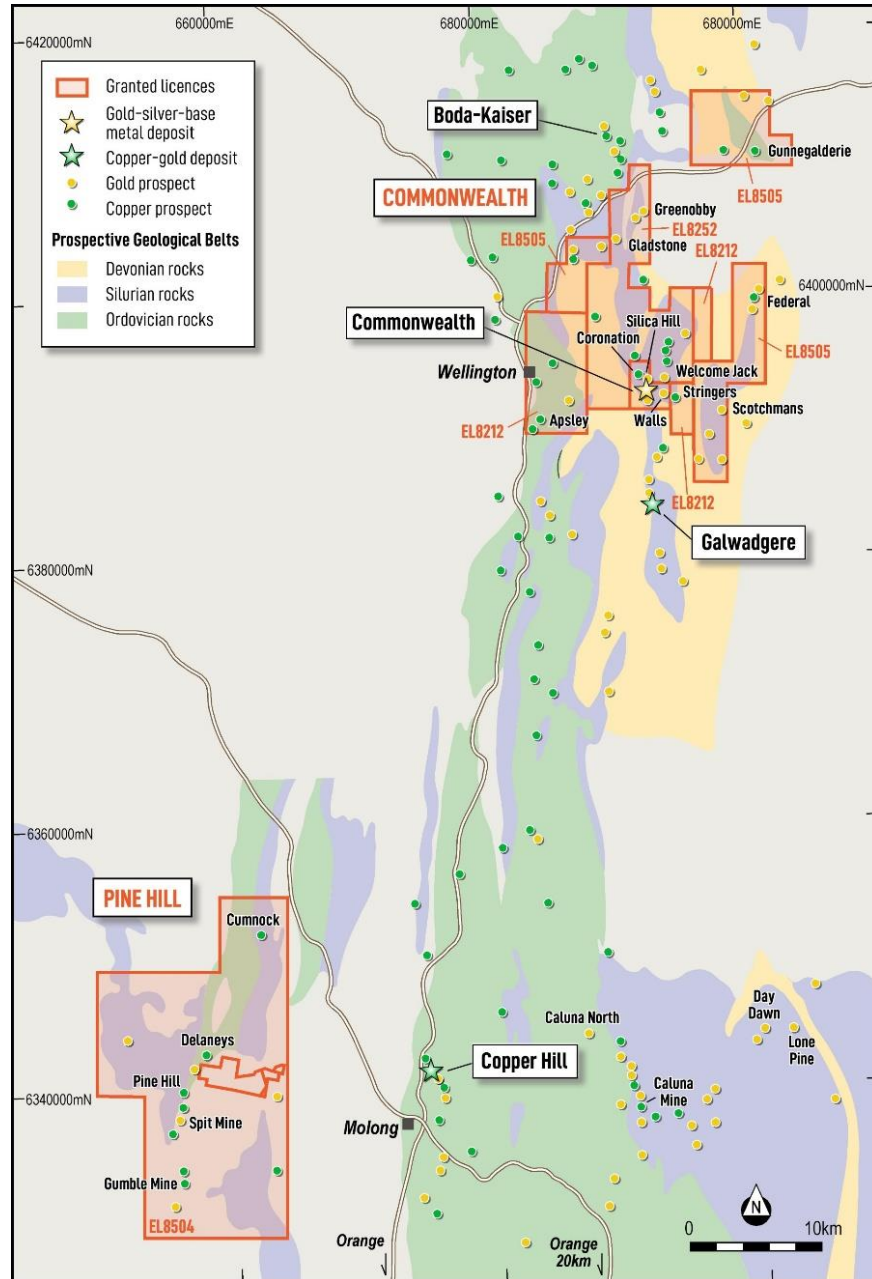 660000mE
680000mE
680000mE
6420000mN
Granted licences
Gold-silver-base
metal deposit
Copper-gold deposit
Gold prospect
Copper prospect
Prospective Geological Belts
Devonian rocks
Silurian rocks
Ordovician rocks
Boda-Kaiser
Gunnegalderie
EL8505
COMMONWEALTH
Greenobby
EL8252
Gladstone
EL8505
EL8212
6400000mN
Federal
Commonwealth
Silica Hill
Coronation
EL8505
Wellington
Welcome Jack
Stringers
Scotchmans
Walls
Apsley
EL8212
EL8212
Galwadgere
6380000mN
6360000mN
PINE HILL
Cumnock
Day
Dawn
Lone
Pine
Caluna North
Delaneys
Copper Hill
Pine Hill
Caluna
Mine
6340000mN
Spit Mine
Molong
Gumble Mine
EL8504
Orange
Orange
20km
N
0
10km